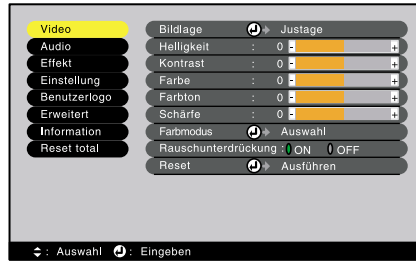 Video
Audio
Effekt
Einstellung
Benutzerlogo
Erweitert
Information
Reset total
Bildlage Justage
Helligkeit : 0 - +
Kontrast : 0 - +
Farbe : 0 - +
Farbton : 0 - +
Schärfe : 0 - +
Farbmodus Auswahl
Rauschunterdrückung : ON OFF
Reset Ausführen
: Auswahl : Eingeben